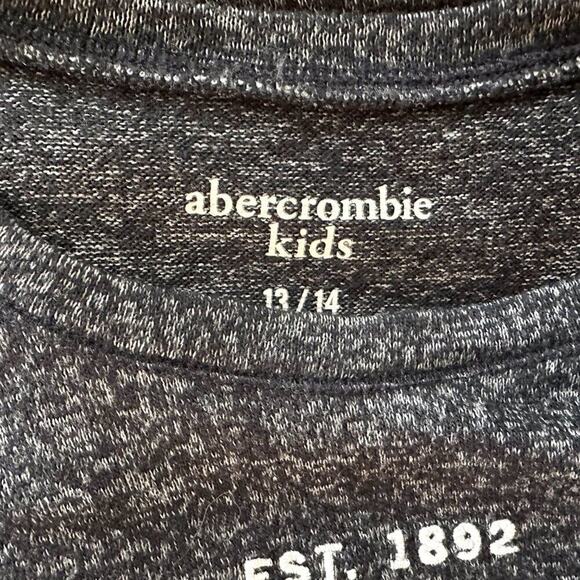 abercrombie
kids
13/14
EST. 1892